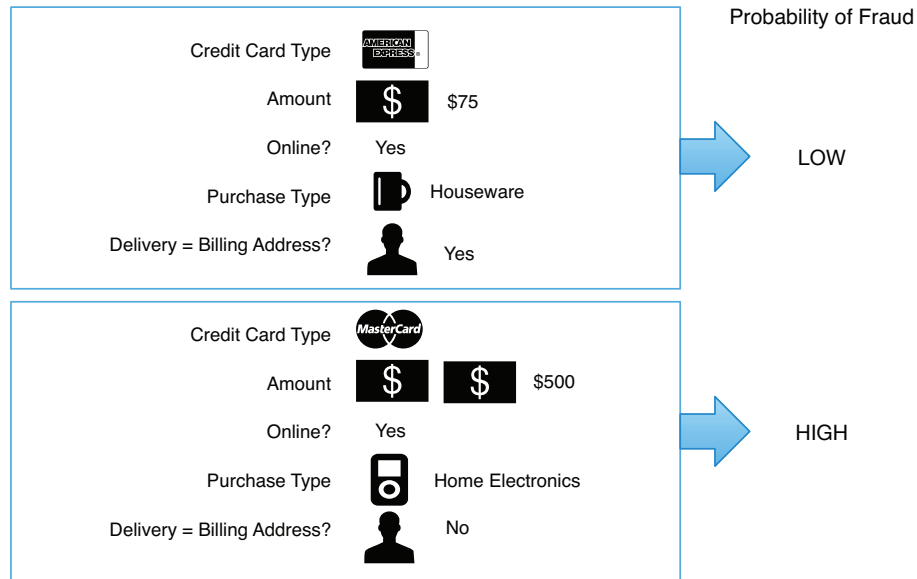 Probability of Fraud
Credit Card Type
AMERICAN
EXPRESS
Amount
$
$75
Online?
Yes
Purchase Type
Houseware
Delivery = Billing Address?
Yes
LOW
Credit Card Type
MasterCard
Amount
$
$
$500
Online?
Yes
Purchase Type
Home Electronics
Delivery = Billing Address?
No
HIGH